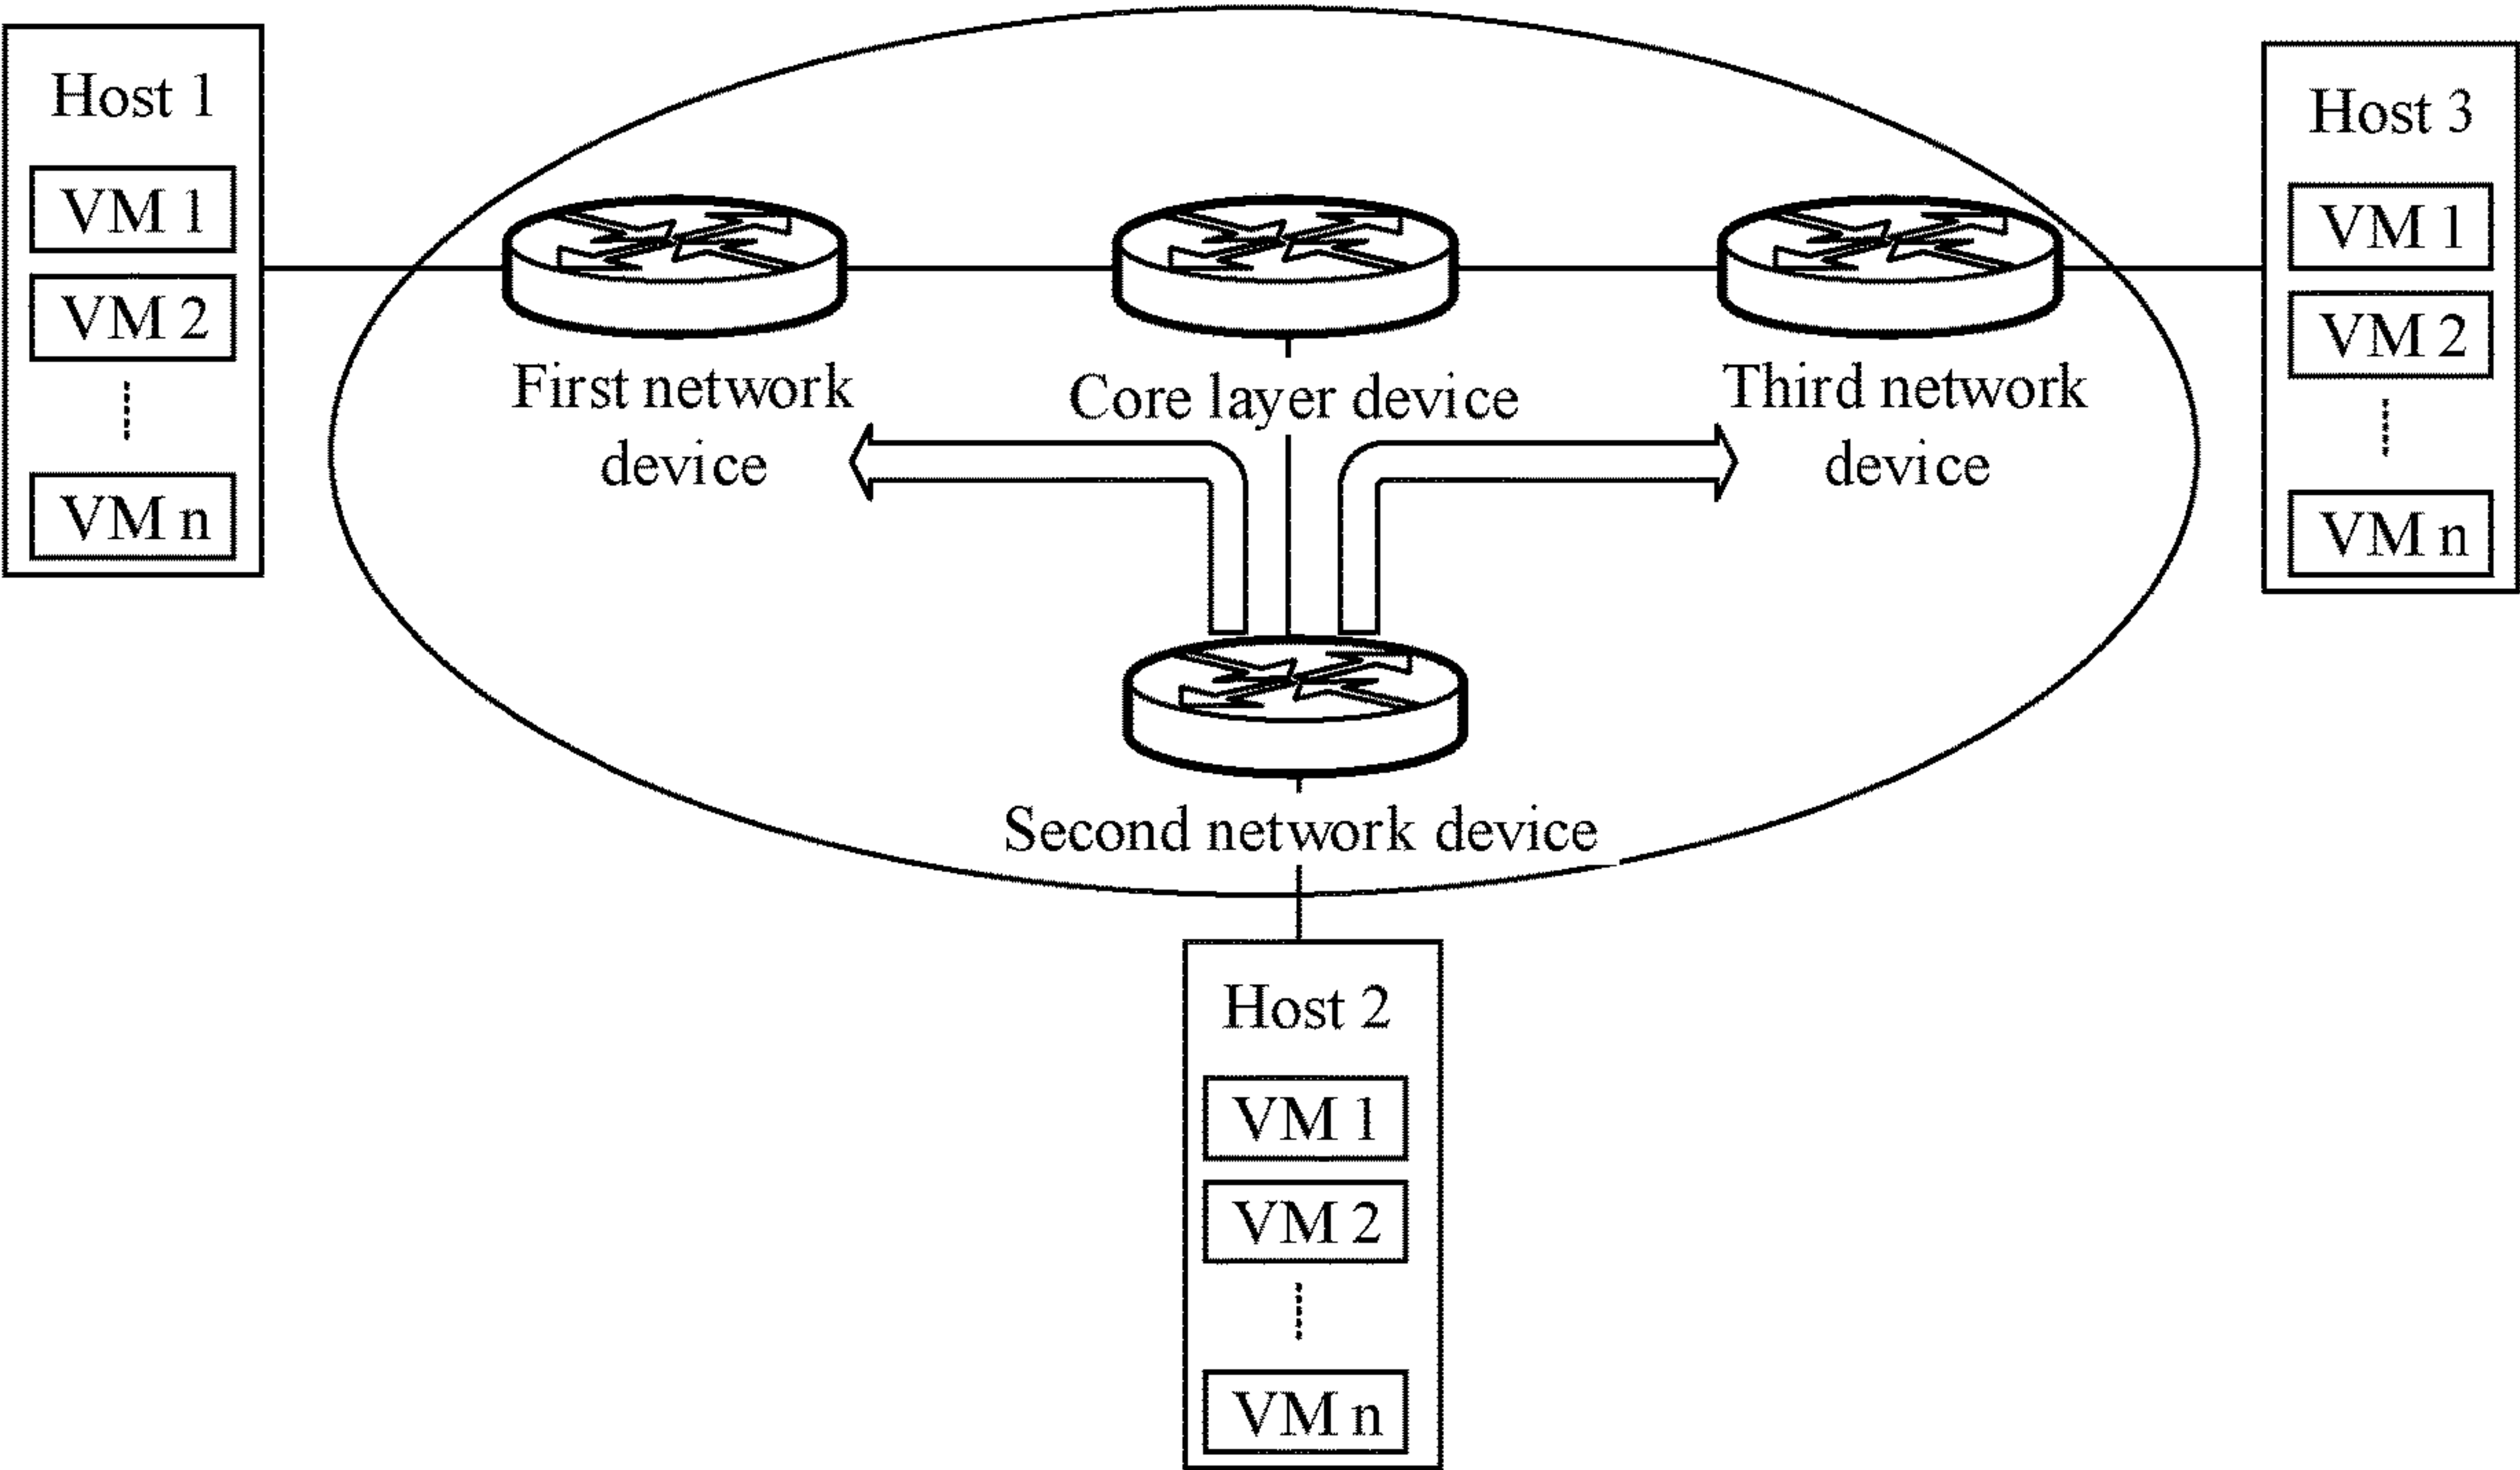 Host 1
VM 1
VM 2
VM n
First network
device
Core layer device
Third network
device
Second network device
Host 3
VM 1
VM 2
VM n
Host 2
VM 1
VM 2
VM n